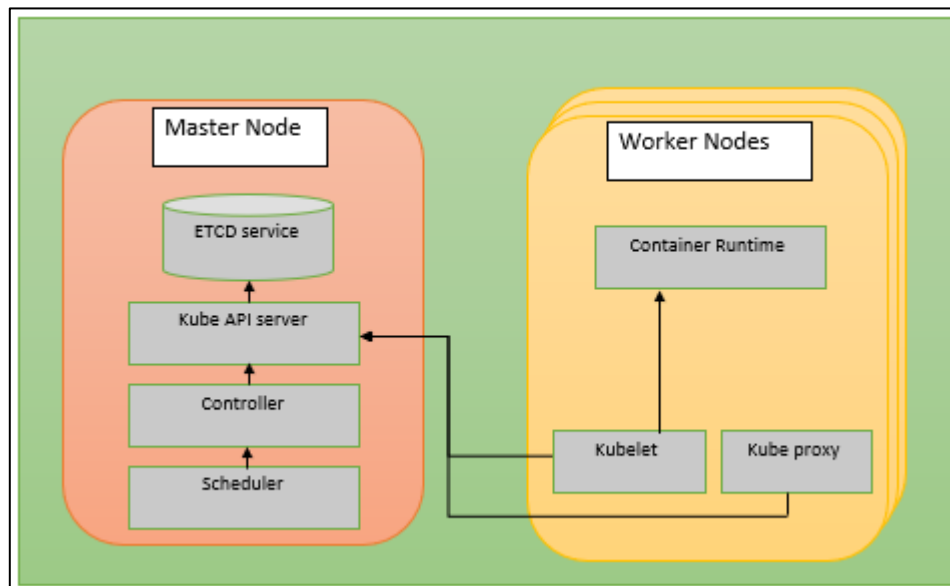 Master Node
ETCD service
Kube API server
Controller
Scheduler
Worker Nodes
Container Runtime
Kubelet
Kube proxy